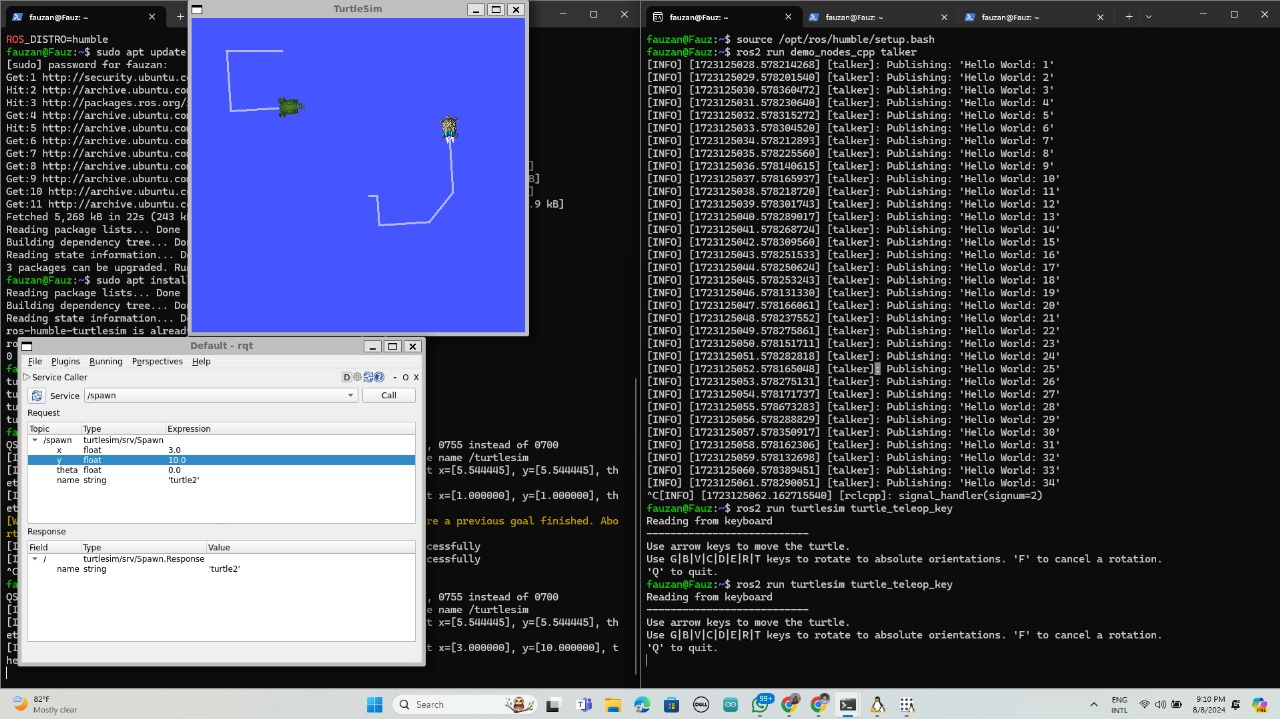 fauzan@Fauz: ~
ROS_DISTRO=humble
fauzan@Fauz:~$ sudo apt update
[sudo] password for fauzan:
Get:1 http://security.ubuntu.co
Hit:2 http://archive.ubuntu.co
Hit:3 http://packages.ros.org/
Get:4 http://archive.ubuntu.co
Hit:5 http://archive.ubuntu.co
Get:6 http://archive.ubuntu.co
Get:7 http://archive.ubuntu.co
Get:8 http://archive.ubuntu.co
Get:9 http://archive.ubuntu.co
Get:10 http://archive.ubuntu.c
Get:11 http://archive.ubuntu.c
.9 kB]
Fetched 5,268 kB in 22s (243 k
Reading package lists... Done
Building dependency tree... Do
Reading state information... D
3 packages can be upgraded. Ru
fauzan@Fauz:~$ sudo apt instal
Reading package lists... Done
Building dependency tree... Do
Reading state information... D
ros-humble-turtlesim is alread
TurtleSim
Default - rqt
File Plugins Running Perspectives Help
Service Caller
D - O X
Service /spawn Call
Request
Topic Type Expression
/spawn turtlesim/srv/Spawn
x float 3.0
y float 10.0
theta float 0.0
name string 'turtle2'
Response
Field Type Value
/ turtlesim/srv/Spawn.Response
name string 'turtle2'
, 0755 instead of 0700
e name /turtlesim
t x=[5.544445], y=[5.544445], th
t x=[1.000000], y=[1.000000], th
re a previous goal finished. Abo
ccessfully
ccessfully
, 0755 instead of 0700
e name /turtlesim
t x=[5.544445], y=[5.544445], th
t x=[3.000000], y=[10.000000], t
he
fauzan@Fauz: ~ fauzan@Fauz: ~ fauzan@Fauz: ~
fauzan@Fauz:~$ source /opt/ros/humble/setup.bash
fauzan@Fauz:~$ ros2 run demo_nodes_cpp talker
[INFO] [1723125028.578214268] [talker]: Publishing: 'Hello World: 1'
[INFO] [1723125029.578201540] [talker]: Publishing: 'Hello World: 2'
[INFO] [1723125030.578360472] [talker]: Publishing: 'Hello World: 3'
[INFO] [1723125031.578230640] [talker]: Publishing: 'Hello World: 4'
[INFO] [1723125032.578315272] [talker]: Publishing: 'Hello World: 5'
[INFO] [1723125033.578304520] [talker]: Publishing: 'Hello World: 6'
[INFO] [1723125034.578212893] [talker]: Publishing: 'Hello World: 7'
[INFO] [1723125035.578225560] [talker]: Publishing: 'Hello World: 8'
[INFO] [1723125036.578140615] [talker]: Publishing: 'Hello World: 9'
[INFO] [1723125037.578165937] [talker]: Publishing: 'Hello World: 10'
[INFO] [1723125038.578218720] [talker]: Publishing: 'Hello World: 11'
[INFO] [1723125039.578301743] [talker]: Publishing: 'Hello World: 12'
[INFO] [1723125040.578289017] [talker]: Publishing: 'Hello World: 13'
[INFO] [1723125041.578268724] [talker]: Publishing: 'Hello World: 14'
[INFO] [1723125042.578309560] [talker]: Publishing: 'Hello World: 15'
[INFO] [1723125043.578251533] [talker]: Publishing: 'Hello World: 16'
[INFO] [1723125044.578250624] [talker]: Publishing: 'Hello World: 17'
[INFO] [1723125045.578253243] [talker]: Publishing: 'Hello World: 18'
[INFO] [1723125046.578131330] [talker]: Publishing: 'Hello World: 19'
[INFO] [1723125047.578166061] [talker]: Publishing: 'Hello World: 20'
[INFO] [1723125048.578237552] [talker]: Publishing: 'Hello World: 21'
[INFO] [1723125049.578275861] [talker]: Publishing: 'Hello World: 22'
[INFO] [1723125050.578151711] [talker]: Publishing: 'Hello World: 23'
[INFO] [1723125051.578282818] [talker]: Publishing: 'Hello World: 24'
[INFO] [1723125052.578165048] [talker]: Publishing: 'Hello World: 25'
[INFO] [1723125053.578275131] [talker]: Publishing: 'Hello World: 26'
[INFO] [1723125054.578171737] [talker]: Publishing: 'Hello World: 27'
[INFO] [1723125055.578673283] [talker]: Publishing: 'Hello World: 28'
[INFO] [1723125056.578288829] [talker]: Publishing: 'Hello World: 29'
[INFO] [1723125057.578350917] [talker]: Publishing: 'Hello World: 30'
[INFO] [1723125058.578162306] [talker]: Publishing: 'Hello World: 31'
[INFO] [1723125059.578132698] [talker]: Publishing: 'Hello World: 32'
[INFO] [1723125060.578389451] [talker]: Publishing: 'Hello World: 33'
[INFO] [1723125061.578290051] [talker]: Publishing: 'Hello World: 34'
^C[INFO] [1723125062.162715540] [rclcpp]: signal_handler(signum=2)
fauzan@Fauz:~$ ros2 run turtlesim turtle_teleop_key
Reading from keyboard
---------------------------
Use arrow keys to move the turtle.
Use G|B|V|C|D|E|R|T keys to rotate to absolute orientations. 'F' to cancel a rotation.
'Q' to quit.
fauzan@Fauz:~$ ros2 run turtlesim turtle_teleop_key
Reading from keyboard
---------------------------
Use arrow keys to move the turtle.
Use G|B|V|C|D|E|R|T keys to rotate to absolute orientations. 'F' to cancel a rotation.
'Q' to quit.
82°F
Mostly clear
Search
99+
ENG
INTL
9:10 PM
8/8/2024